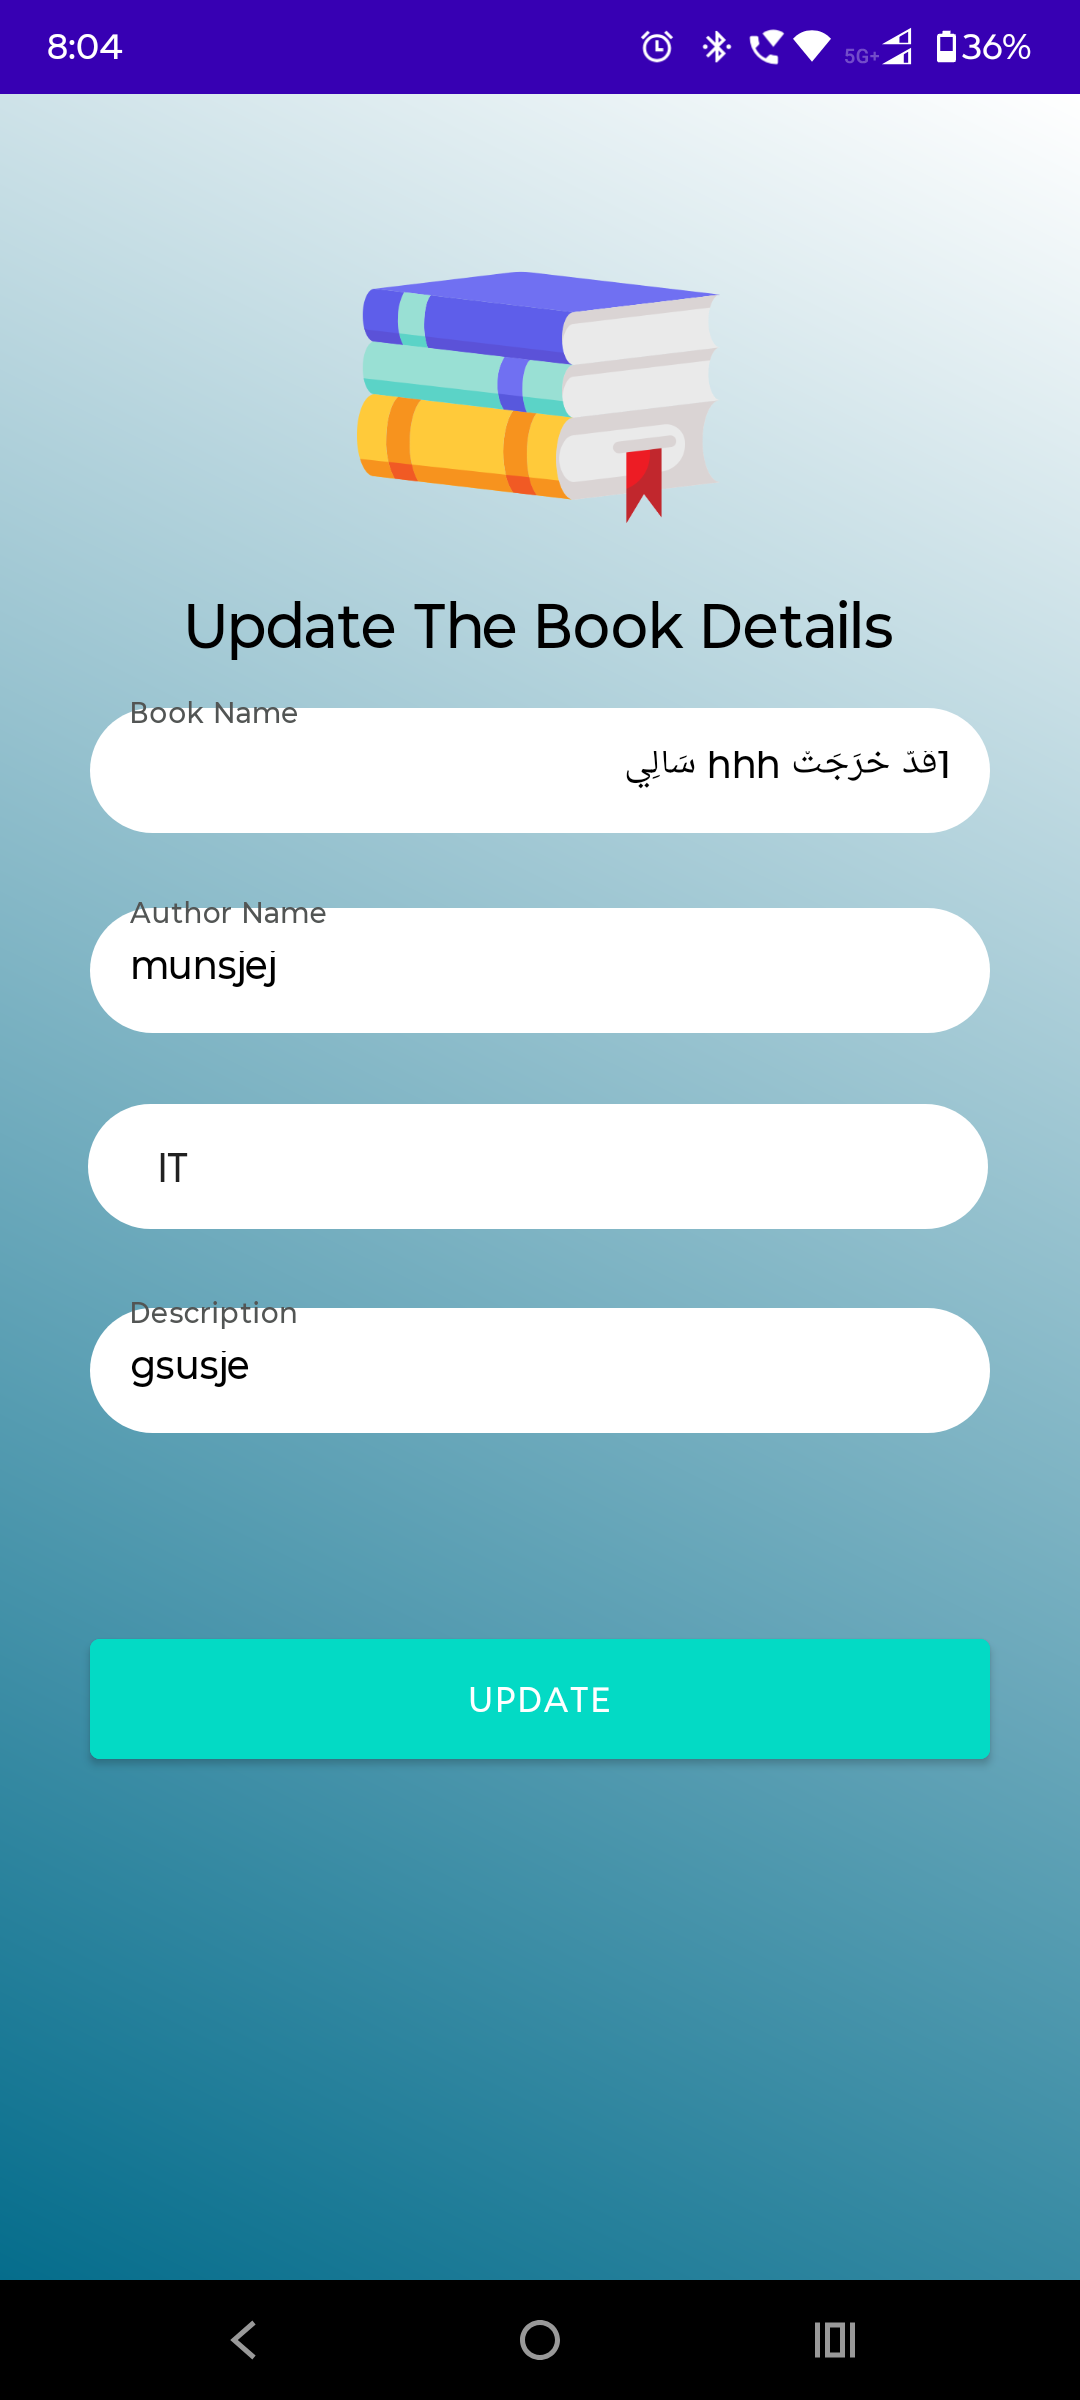 8:04
5G+
36%
Update The Book Details
Book Name
1قَدّ خرَجَتْ hhh سَالِي
Author Name
munsjej
IT
Description
gsusje
UPDATE